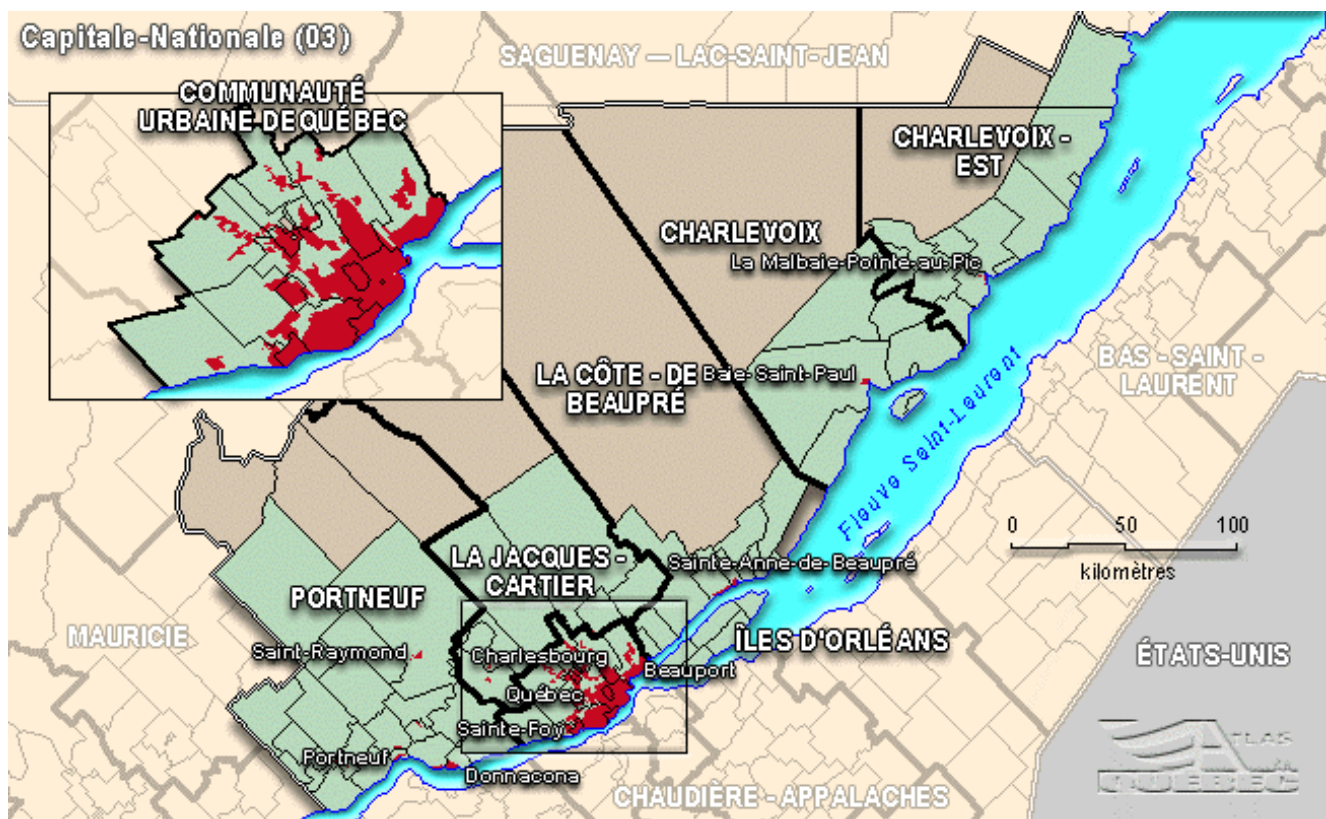 Capitale-Nationale (03)
SAGUENAY — LAC-SAINT-JEAN
COMMUNAUTÉ
URBAINE DE QUÉBEC
CHARLEVOIX -
EST
CHARLEVOIX
La Malbaie-Pointe-au-Pic
BAS - SAINT -
LAURENT
LA CÔTE - DE
BEAUPRÉ
Baie-Saint-Paul
Fleuve Saint-Laurent
0 50 100
kilomètres
LA JACQUES -
CARTIER
Sainte-Anne-de-Beaupré
PORTNEUF
MAURICIE
ÎLES D'ORLÉANS
Saint-Raymond
Charlesbourg
Beauport
ÉTATS-UNIS
Québec
Sainte-Foy
Portneuf
Donnacona
CHAUDIÈRE - APPALACHES
ATLAS
QUÉBEC